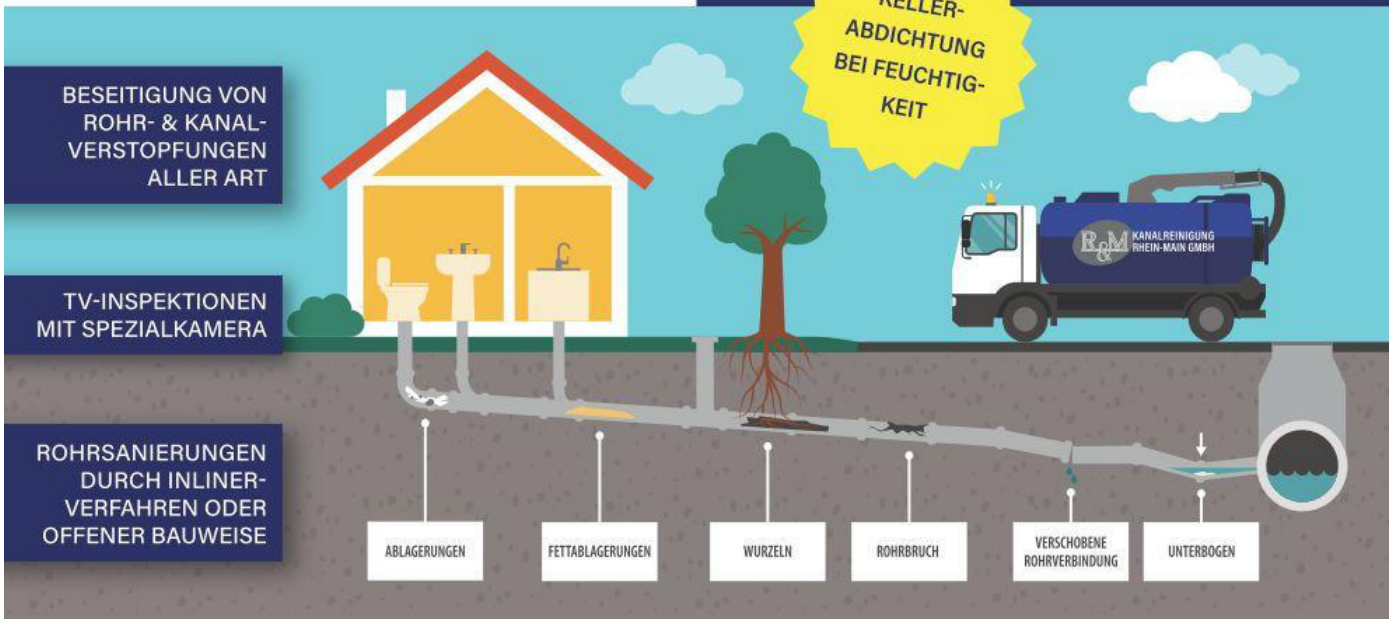 KELLER-
ABDICHTUNG
BEI FEUCHTIG-
KEIT
BESEITIGUNG VON
ROHR- & KANAL-
VERSTOPFUNGEN
ALLER ART
R&M KANALREINIGUNG
RHEIN-MAIN GMBH
TV-INSPEKTIONEN
MIT SPEZIALKAMERA
ROHRSANIERUNGEN
DURCH INLINER-
VERFAHREN ODER
OFFENER BAUWEISE
ABLAGERUNGEN
FETTABLAGERUNGEN
WURZELN
ROHRBRUCH
VERSCHOBENE
ROHRVERBINDUNG
UNTERBOGEN